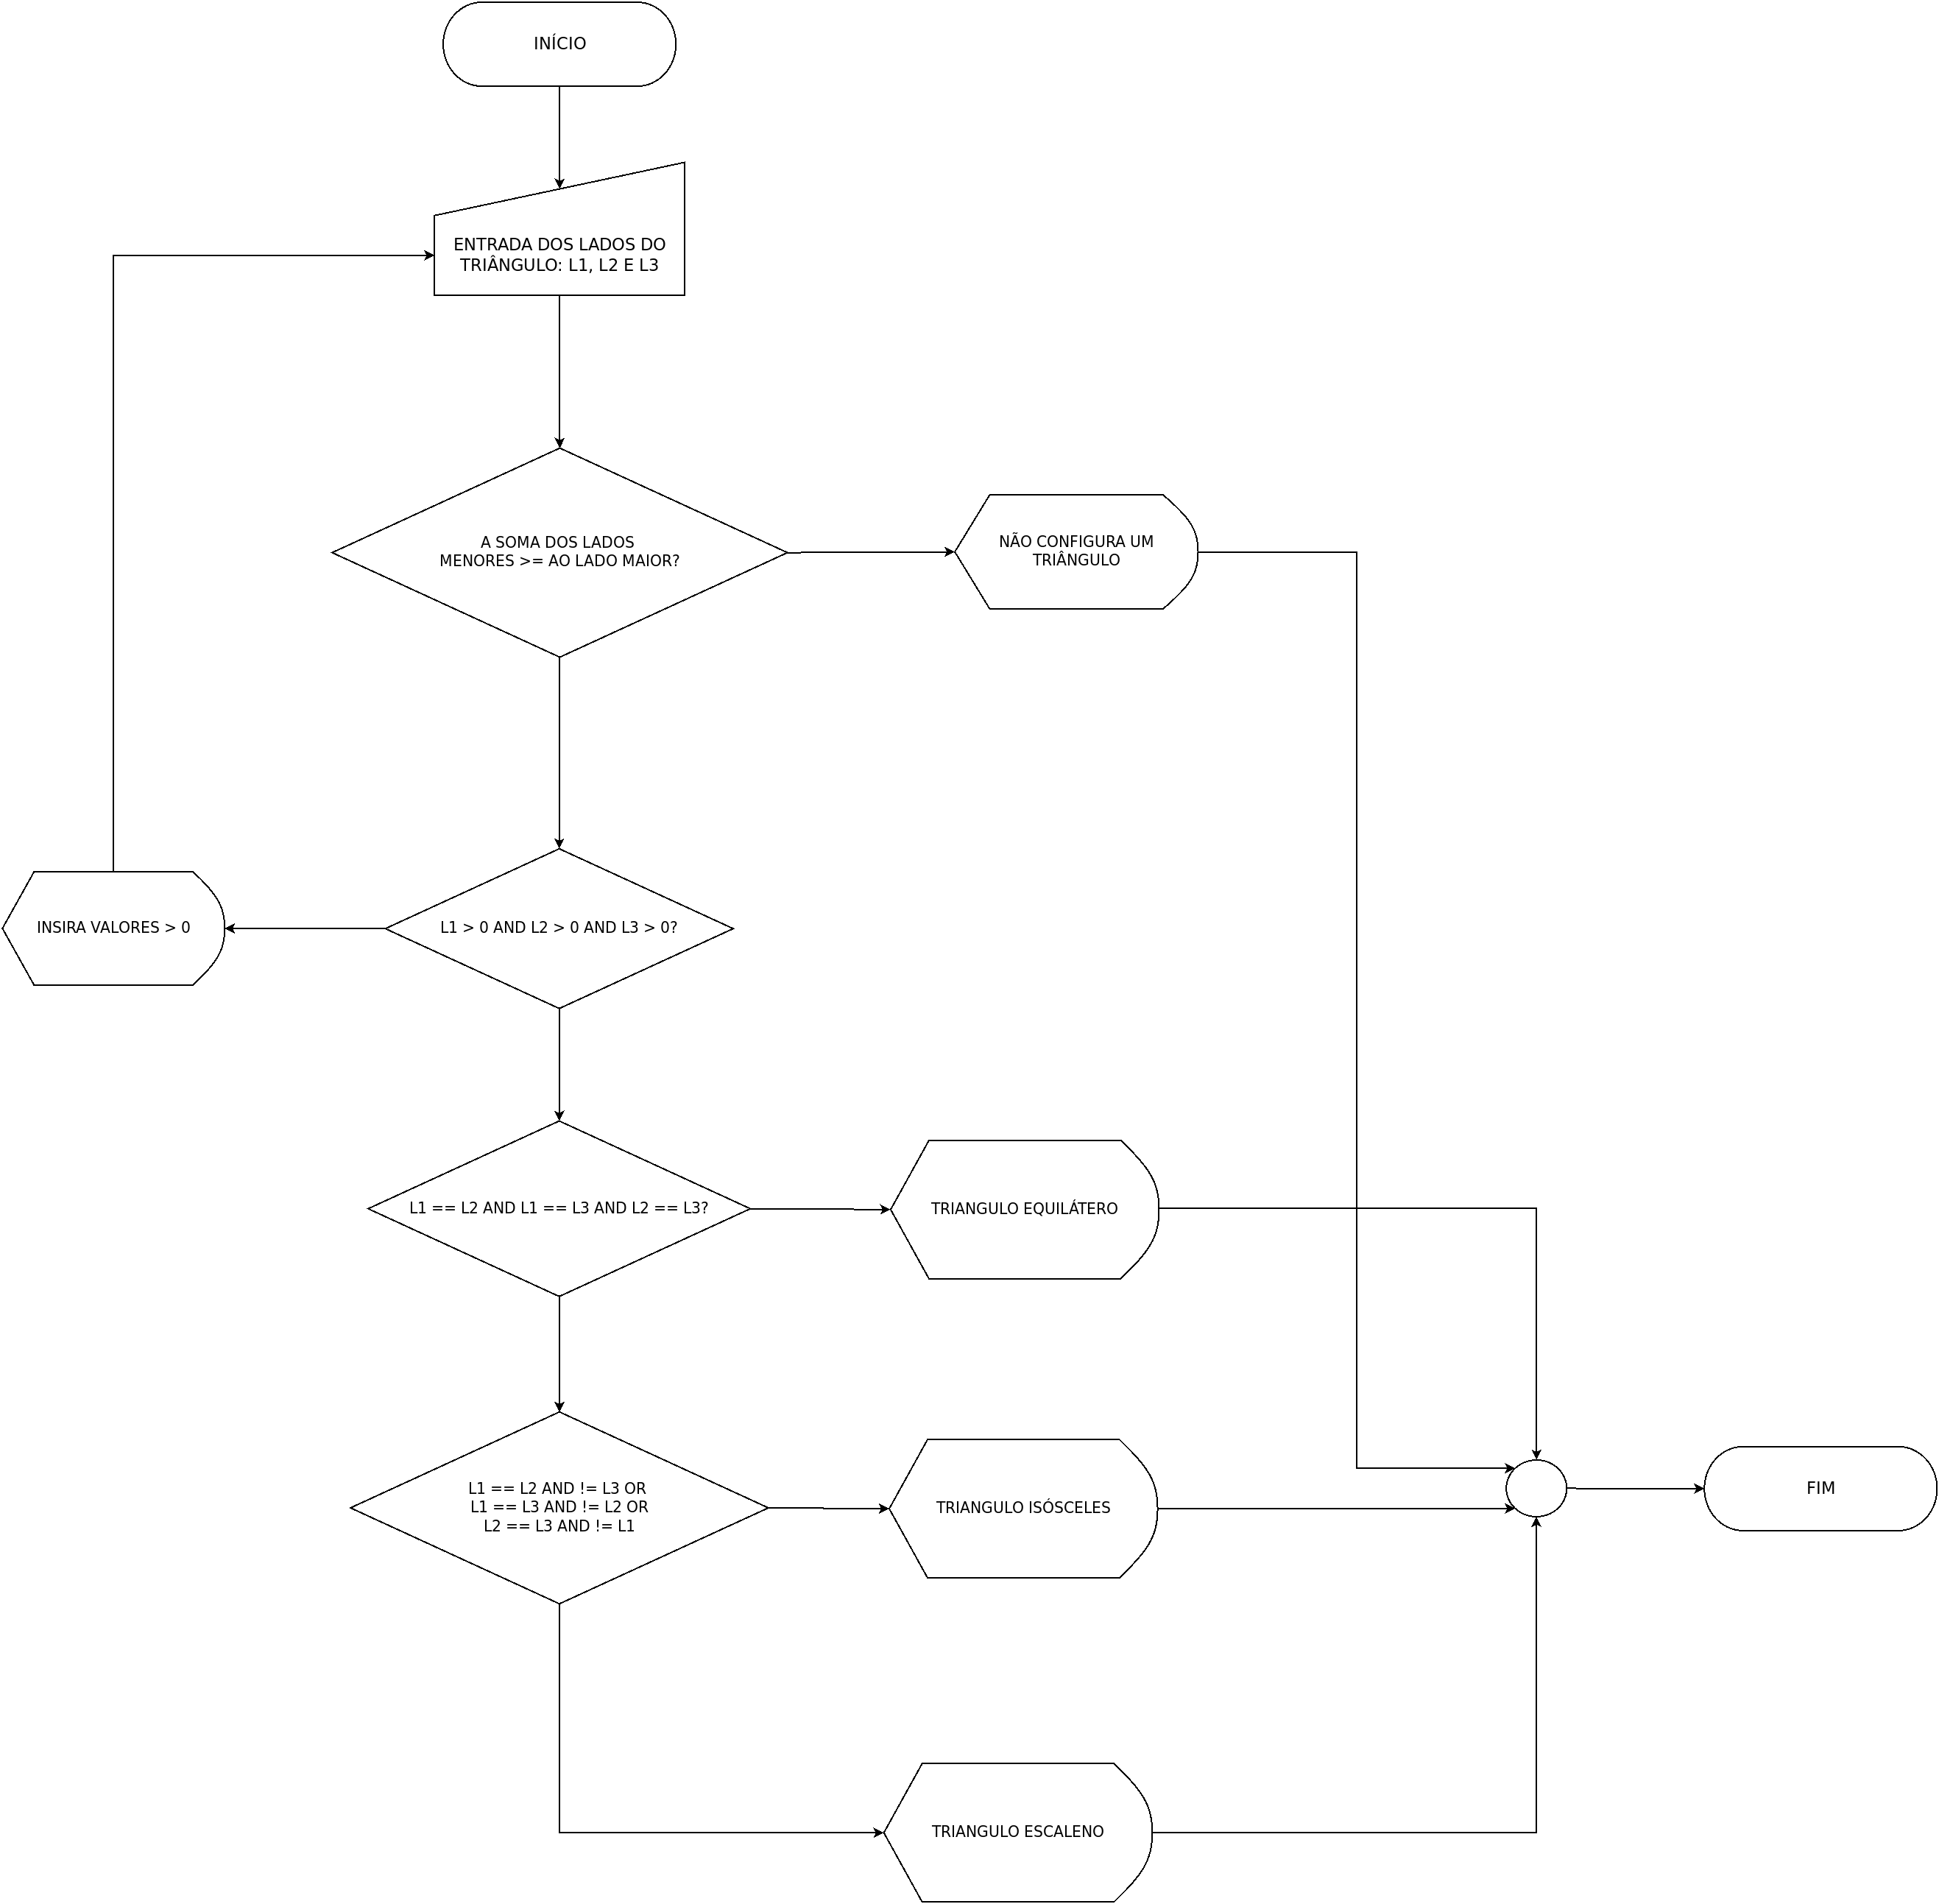 INÍCIO
ENTRADA DOS LADOS DO
TRIÂNGULO: L1, L2 E L3
A SOMA DOS LADOS
MENORES >= AO LADO MAIOR?
NÃO CONFIGURA UM
TRIÂNGULO
INSIRA VALORES > 0
L1 > 0 AND L2 > 0 AND L3 > 0?
L1 == L2 AND L1 == L3 AND L2 == L3?
TRIANGULO EQUILÁTERO
L1 == L2 AND != L3 OR
L1 == L3 AND != L2 OR
L2 == L3 AND != L1
TRIANGULO ISÓSCELES
FIM
TRIANGULO ESCALENO